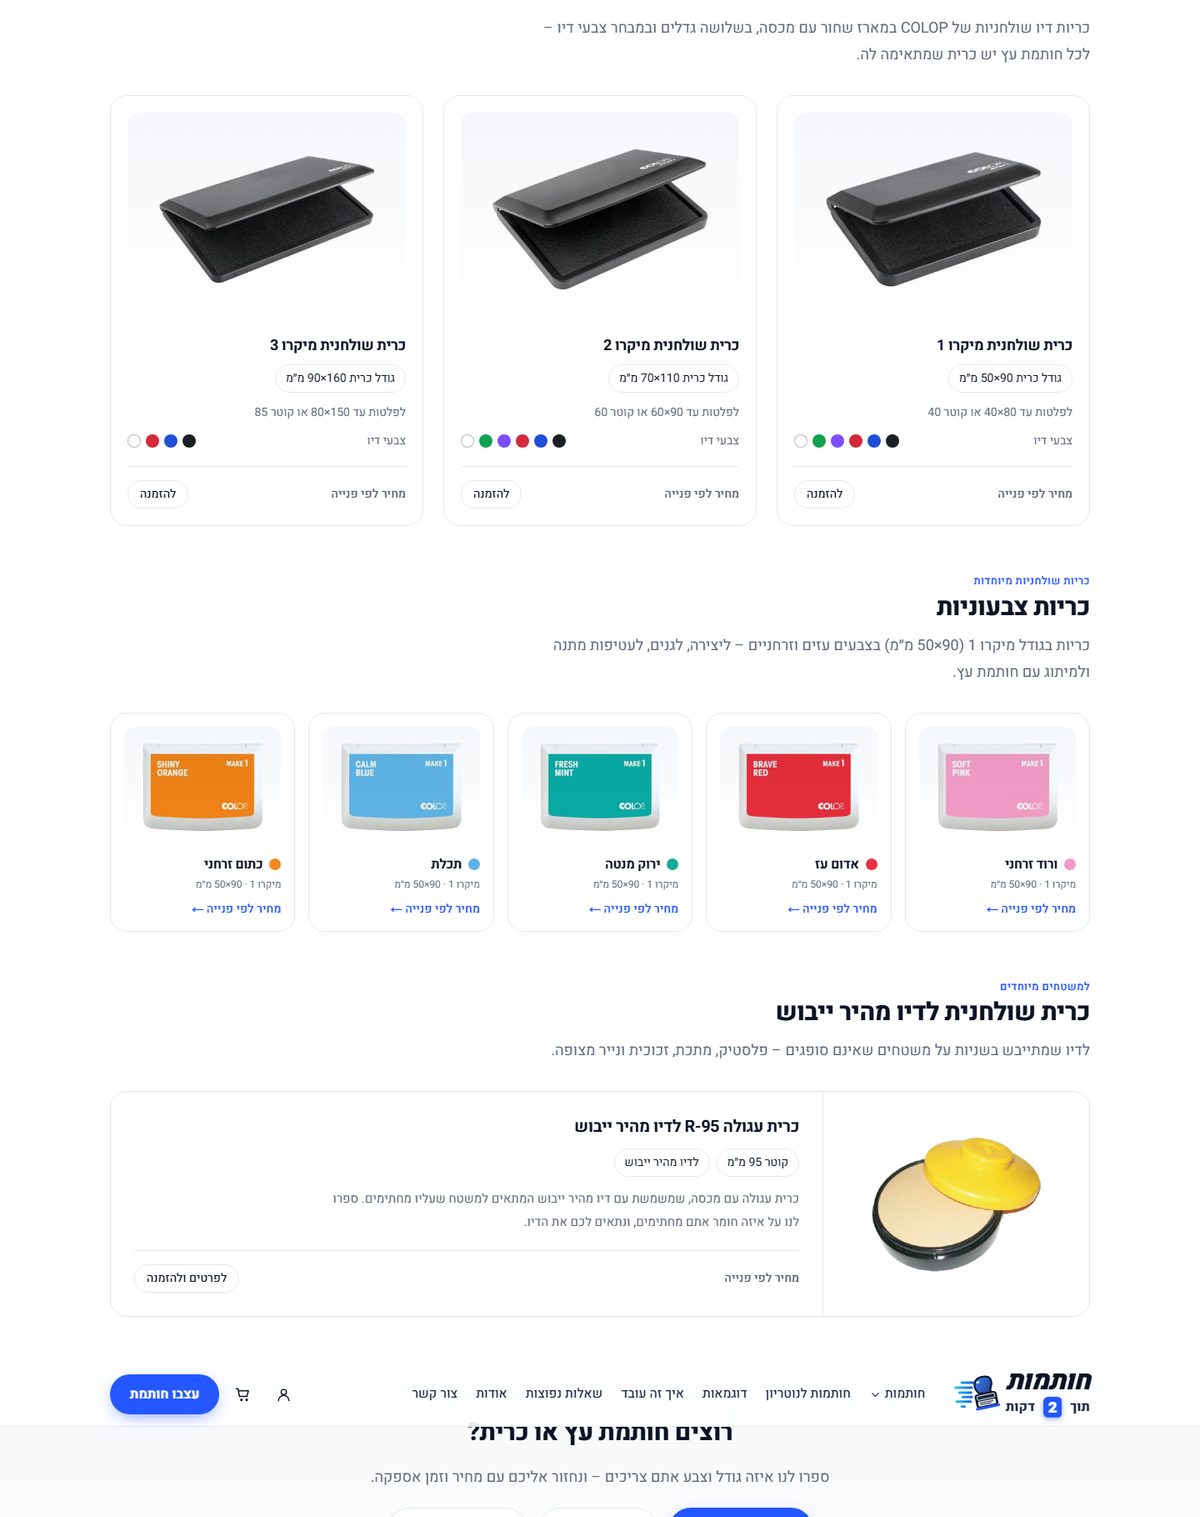 כריות דיו שולחניות של COLOP במארז שחור עם מכסה, בשלושה גדלים ובמבחר צבעי דיו –
לכל חותמת עץ יש כרית שמתאימה לה.
כרית שולחנית מיקרו 1
גודל כרית 90×50 מ״מ
לפלטות עד 80×40 או קוטר 40
צבעי דיו
מחיר לפי פנייה
להזמנה
כרית שולחנית מיקרו 2
גודל כרית 110×70 מ״מ
לפלטות עד 90×60 או קוטר 60
צבעי דיו
מחיר לפי פנייה
להזמנה
כרית שולחנית מיקרו 3
גודל כרית 160×90 מ״מ
לפלטות עד 150×80 או קוטר 85
צבעי דיו
מחיר לפי פנייה
להזמנה
כריות שולחניות מיוחדות
כריות צבעוניות
כריות בגודל מיקרו 1 (90×50 מ״מ) בצבעים עזים וזרחניים – ליצירה, לגנים, לעטיפות מתנה
ולמיתוג עם חותמת עץ.
SOFT MAKE 1
PINK
COLOP
ורוד זרחני
מיקרו 1 · 90×50 מ״מ
מחיר לפי פנייה ←
BRAVE MAKE 1
RED
COLOP
אדום עז
מיקרו 1 · 90×50 מ״מ
מחיר לפי פנייה ←
FRESH MAKE 1
MINT
COLOP
ירוק מנטה
מיקרו 1 · 90×50 מ״מ
מחיר לפי פנייה ←
CALM MAKE 1
BLUE
COLOP
תכלת
מיקרו 1 · 90×50 מ״מ
מחיר לפי פנייה ←
SHINY MAKE 1
ORANGE
COLOP
כתום זרחני
מיקרו 1 · 90×50 מ״מ
מחיר לפי פנייה ←
למשטחים מיוחדים
כרית שולחנית לדיו מהיר ייבוש
לדיו שמתייבש בשניות על משטחים שאינם סופגים – פלסטיק, מתכת, זכוכית ונייר מצופה.
כרית עגולה R-95 לדיו מהיר ייבוש
קוטר 95 מ״מ
לדיו מהיר ייבוש
כרית עגולה עם מכסה, שמשמשת עם דיו מהיר ייבוש המתאים למשטח שעליו מחתימים. ספרו
לנו על איזה חומר אתם מחתימים, ונתאים לכם את הדיו.
מחיר לפי פנייה
לפרטים ולהזמנה
חותמות
תוך 2 דקות
חותמות
חותמות לנוטריון
דוגמאות
איך זה עובד
שאלות נפוצות
אודות
צור קשר
עצבו חותמת
רוצים חותמת עץ או כרית?
ספרו לנו איזה גודל וצבע אתם צריכים – ונחזור אליכם עם מחיר וזמן אספקה.